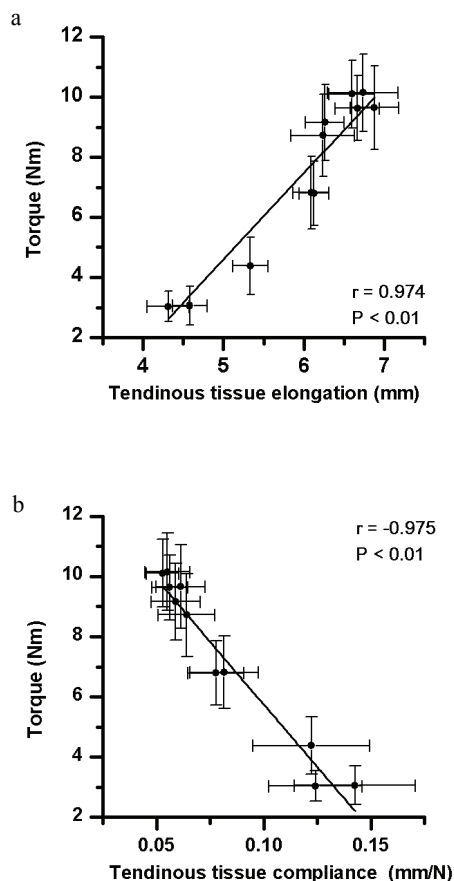 a
12
10
8
6
4
2
Torque (Nm)
r = 0.974
P < 0.01
4 5 6 7
Tendinous tissue elongation (mm)
b
12
10
8
6
4
2
Torque (Nm)
r = -0.975
P < 0.01
0.05 0.10 0.15
Tendinous tissue compliance (mm/N)